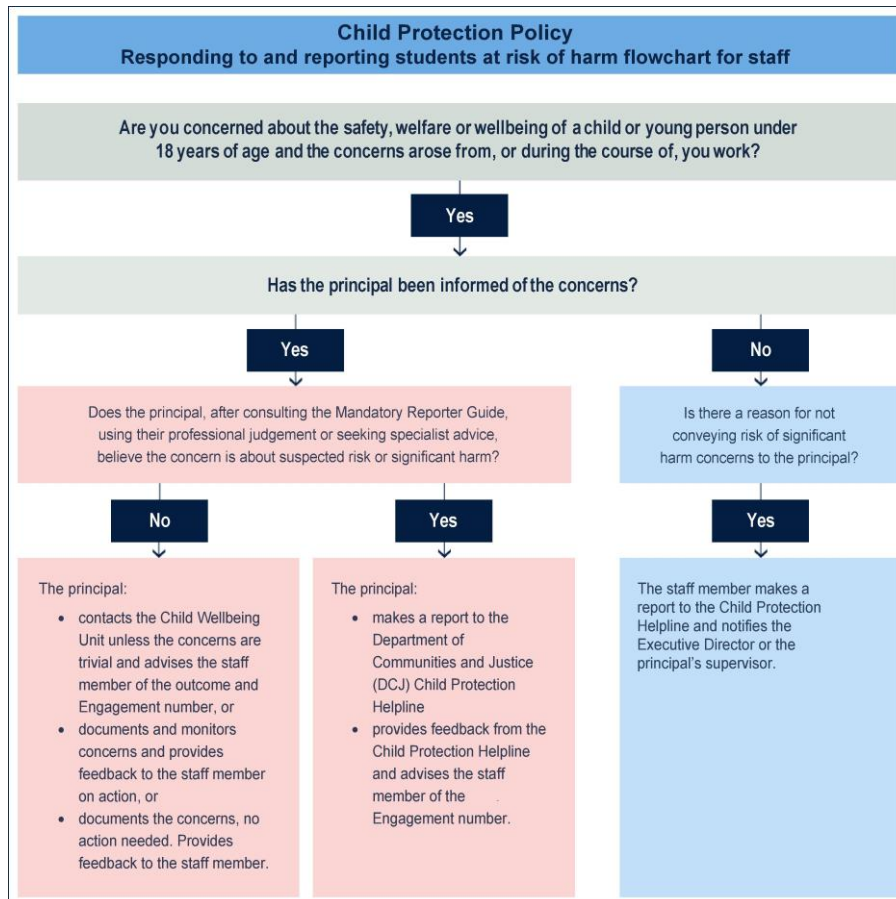 Child Protection Policy
Responding to and reporting students at risk of harm flowchart for staff
Are you concerned about the safety, welfare or wellbeing of a child or young person under
18 years of age and the concerns arose from, or during the course of, you work?
Yes
Has the principal been informed of the concerns?
Yes
No
Does the principal, after consulting the Mandatory Reporter Guide,
using their professional judgement or seeking specialist advice,
believe the concern is about suspected risk or significant harm?
Is there a reason for not
conveying risk of significant
harm concerns to the principal?
No
Yes
Yes
The principal:
• contacts the Child Wellbeing
Unit unless the concerns are
trivial and advises the staff
member of the outcome and
Engagement number, or
• documents and monitors
concerns and provides
feedback to the staff member
on action, or
• documents the concerns, no
action needed. Provides
feedback to the staff member.
The principal:
• makes a report to the
Department of
Communities and Justice
(DCJ) Child Protection
Helpline
• provides feedback from the
Child Protection Helpline
and advises the staff
member of the
Engagement number.
The staff member makes a
report to the Child Protection
Helpline and notifies the
Executive Director or the
principal's supervisor.